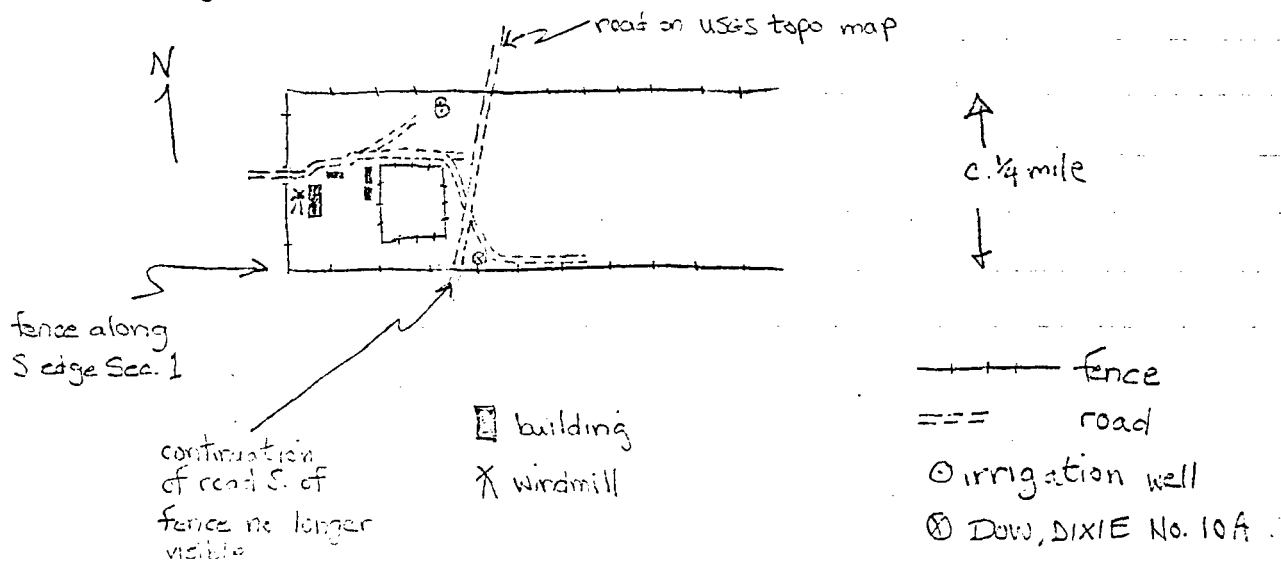 road on USGS topo map
N
c. 1/4 mile
fence along
S edge Sec. 1
continuation
of road S. of
fence no longer
visible
building
windmill
fence
road
irrigation well
DOW, DIXIE No. 10A